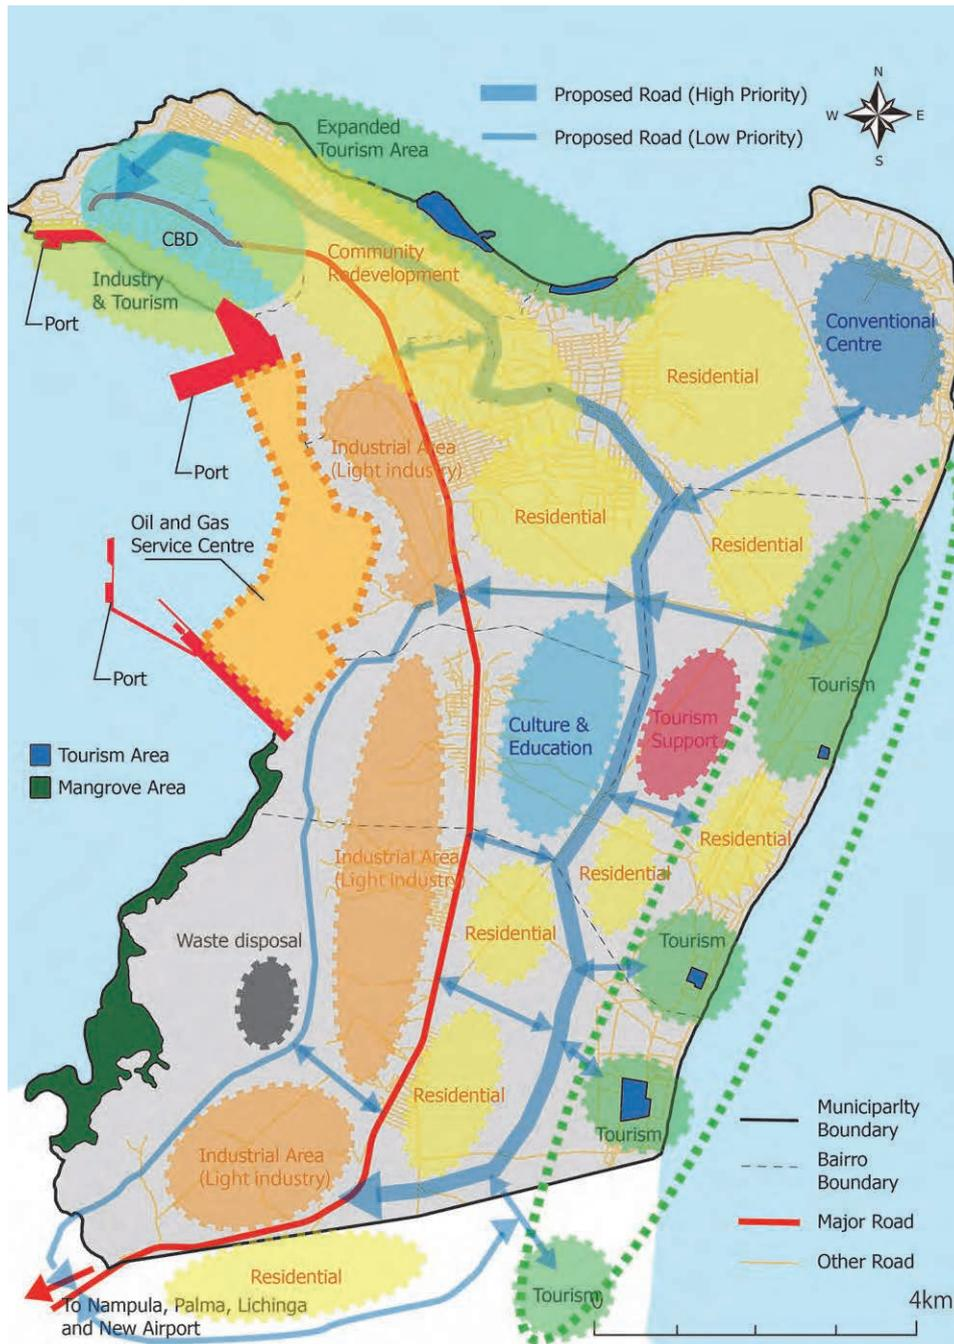 Proposed Road (High Priority)
Proposed Road (Low Priority)
N
W
E
S
Expanded
Tourism Area
CBD
Community
Redevelopment
Industry
& Tourism
Port
Conventional
Centre
Residential
Industrial Area
(Light industry)
Port
Residential
Residential
Oil and Gas
Service Centre
Port
Tourism
Culture &
Education
Tourism
Support
Tourism Area
Mangrove Area
Residential
Industrial Area
(Light industry)
Residential
Residential
Tourism
Waste disposal
Residential
Tourism
Industrial Area
(Light industry)
Municiparlty
Boundary
Bairro
Boundary
Major Road
Other Road
Residential
Tourism
To Nampula, Palma, Lichinga
and New Airport
0
4km